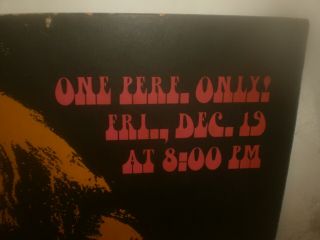 ONE PERF. ONLY!
FRI., DEC. 19
AT 8:00 PM